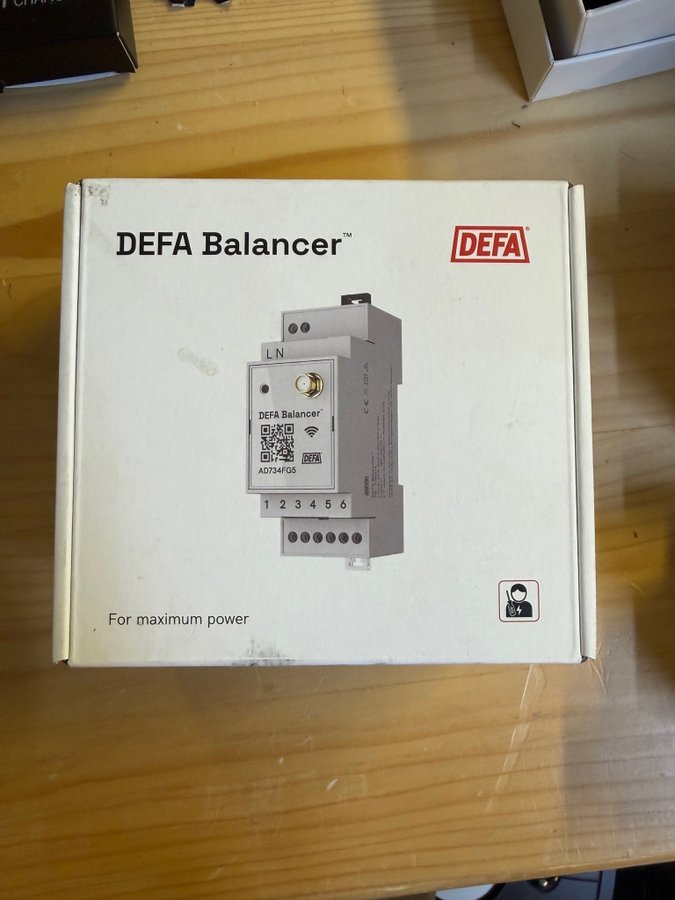 DEFA Balancer™
DEFA®
L N
DEFA Balancer™
DEFA
AD734FG5
1 2 3 4 5 6
For maximum power